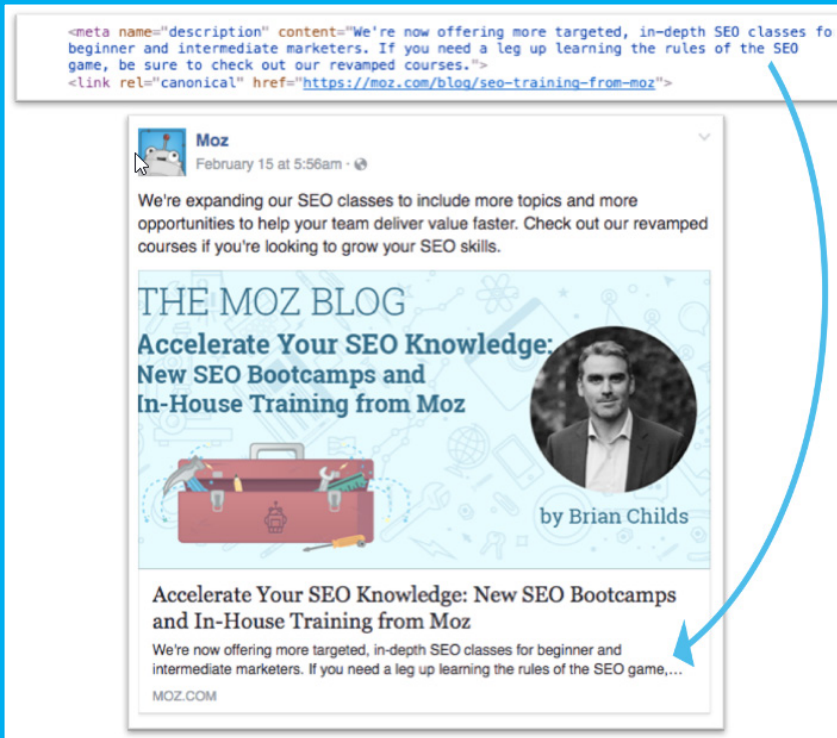 <meta name="description" content="We're now offering more targeted, in-depth SEO classes fo
beginner and intermediate marketers. If you need a leg up learning the rules of the SEO
game, be sure to check out our revamped courses.">
<link rel="canonical" href="https://moz.com/blog/seo-training-from-moz">
Moz
February 15 at 5:56am ·
We're expanding our SEO classes to include more topics and more
opportunities to help your team deliver value faster. Check out our revamped
courses if you're looking to grow your SEO skills.
THE MOZ BLOG
Accelerate Your SEO Knowledge:
New SEO Bootcamps and
In-House Training from Moz
by Brian Childs
Accelerate Your SEO Knowledge: New SEO Bootcamps
and In-House Training from Moz
We're now offering more targeted, in-depth SEO classes for beginner and
intermediate marketers. If you need a leg up learning the rules of the SEO game,...
MOZ.COM